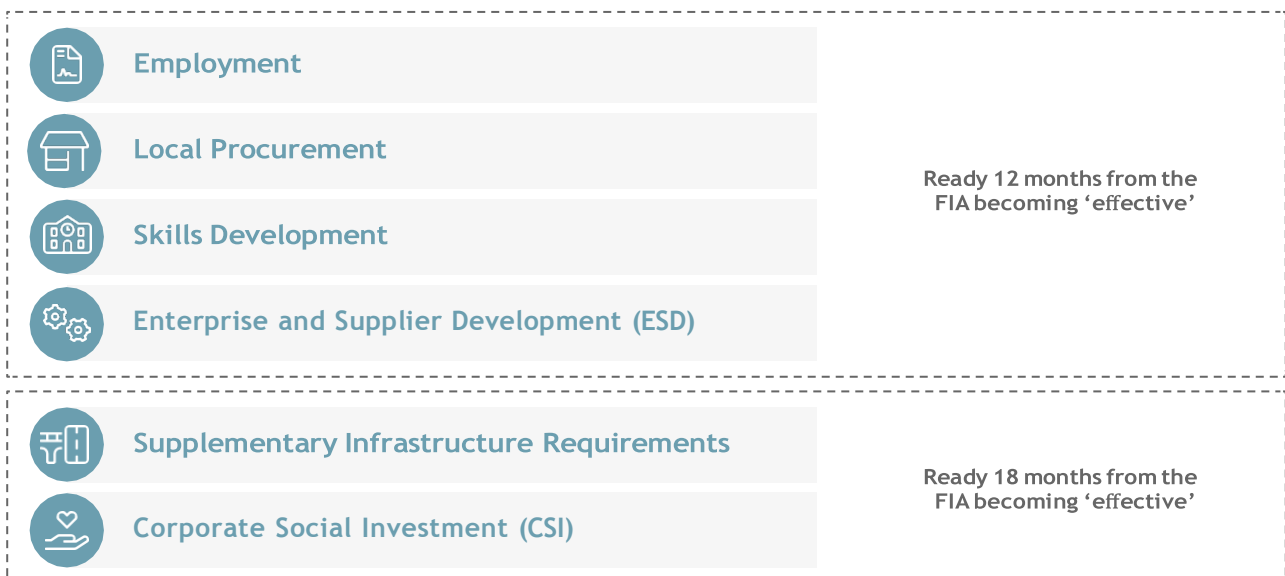 Employment
Local Procurement
Skills Development
Enterprise and Supplier Development (ESD)
Ready 12 months from the
FIA becoming ‘effective’
Supplementary Infrastructure Requirements
Corporate Social Investment (CSI)
Ready 18 months from the
FIA becoming ‘effective’